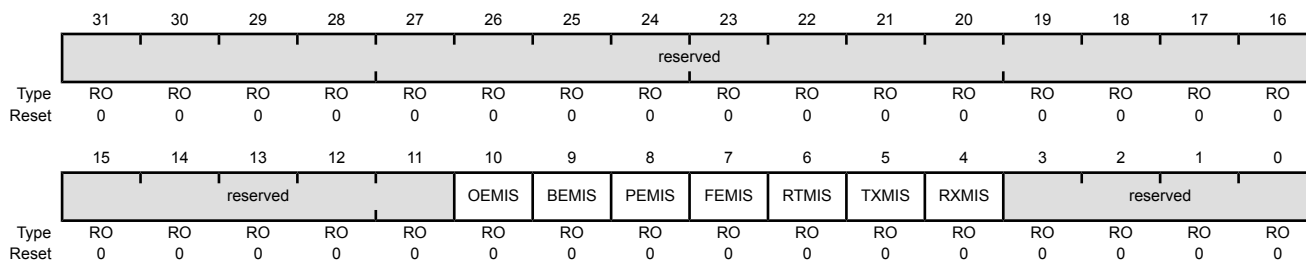 31 30 29 28 27 26 25 24 23 22 21 20 19 18 17 16
reserved
Type RO RO RO RO RO RO RO RO RO RO RO RO RO RO RO RO
Reset 0 0 0 0 0 0 0 0 0 0 0 0 0 0 0 0
15 14 13 12 11 10 9 8 7 6 5 4 3 2 1 0
reserved OEMIS BEMIS PEMIS FEMIS RTMIS TXMIS RXMIS reserved
Type RO RO RO RO RO RO RO RO RO RO RO RO RO RO RO RO
Reset 0 0 0 0 0 0 0 0 0 0 0 0 0 0 0 0